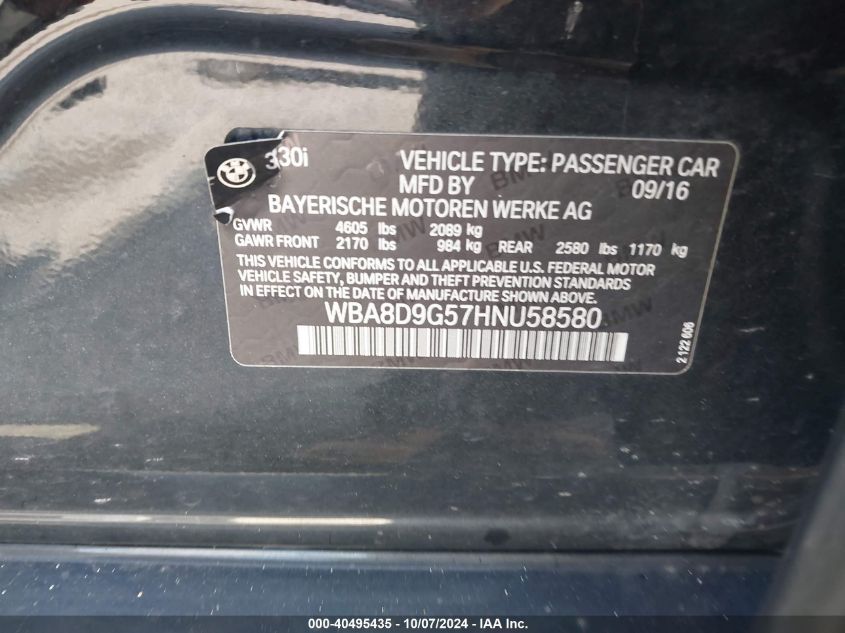 330i VEHICLE TYPE: PASSENGER CAR
MFD BY 09/16
BAYERISCHE MOTOREN WERKE AG
GVWR 4605 lbs 2089 kg
GAWR FRONT 2170 lbs 984 kg REAR 2580 lbs 1170 kg
THIS VEHICLE CONFORMS TO ALL APPLICABLE U.S. FEDERAL MOTOR
VEHICLE SAFETY, BUMPER AND THEFT PREVENTION STANDARDS
IN EFFECT ON THE DATE OF MANUFACTURE SHOWN ABOVE.
WBA8D9G57HNU58580
2 122 606
000-40495435 - 10/07/2024 - IAA Inc.